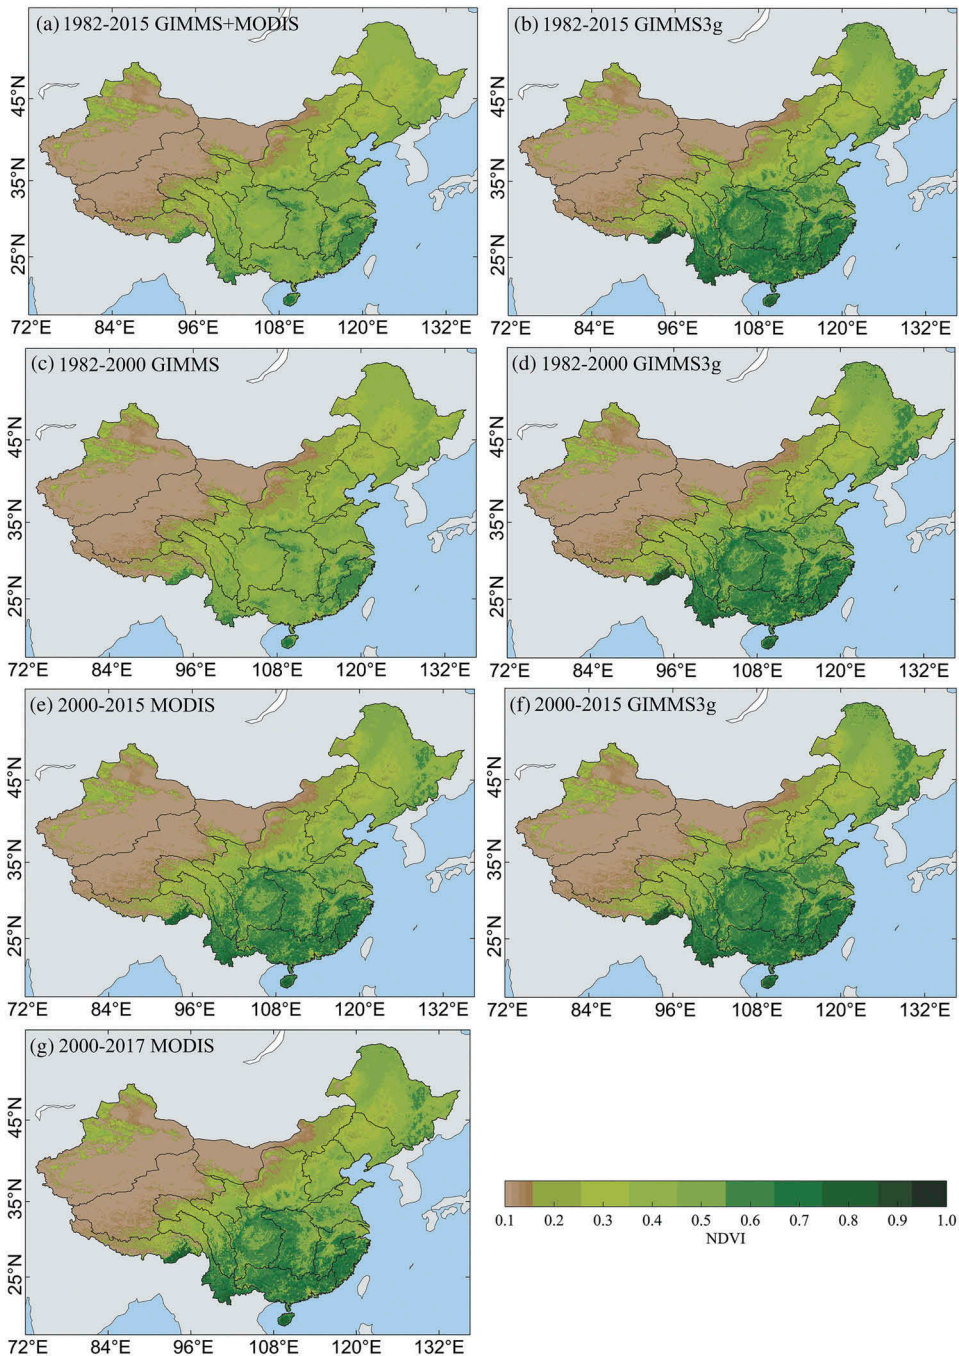 (a) 1982-2015 GIMMS+MODIS
(b) 1982-2015 GIMMS3g
45°N
35°N
25°N
45°N
35°N
25°N
72°E 84°E 96°E 108°E 120°E 132°E
72°E 84°E 96°E 108°E 120°E 132°E
(c) 1982-2000 GIMMS
(d) 1982-2000 GIMMS3g
45°N
35°N
25°N
45°N
35°N
25°N
72°E 84°E 96°E 108°E 120°E 132°E
72°E 84°E 96°E 108°E 120°E 132°E
(e) 2000-2015 MODIS
(f) 2000-2015 GIMMS3g
45°N
35°N
25°N
45°N
35°N
25°N
72°E 84°E 96°E 108°E 120°E 132°E
72°E 84°E 96°E 108°E 120°E 132°E
(g) 2000-2017 MODIS
45°N
35°N
25°N
72°E 84°E 96°E 108°E 120°E 132°E
0.1 0.2 0.3 0.4 0.5 0.6 0.7 0.8 0.9 1.0
NDVI